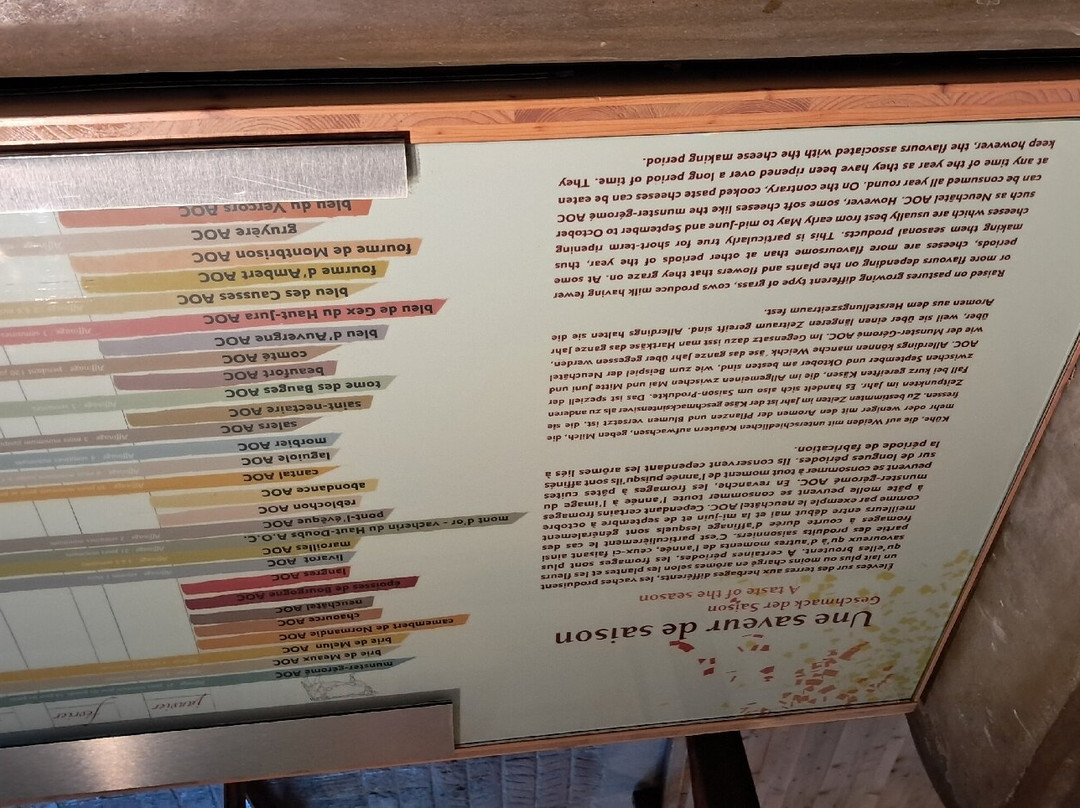 Une saveur de saison
Geschmack der Saison
A taste of the season
Élevées sur des terres aux herbages différents, les vaches produisent
un lait plus ou moins chargé en arômes selon les plantes et les fleurs
qu'elles broutent. A certaines périodes, les fromages sont plus
savoureux qu'à d'autres moments de l'année, ceux-ci faisant ainsi
partie des produits saisonniers. C'est particulièrement le cas des
fromages à courte durée d'affinage lesquels sont généralement
meilleurs entre début mai et la mi-juin et de septembre à octobre
comme par exemple le neuchâtel AOC. Cependant certains fromages
à pâte molle peuvent se consommer toute l'année à l'image du
munster-géromé AOC. En revanche, les fromages à pâtes cuites
peuvent se consommer à tout moment de l'année puisqu'ils sont affinés
sur de longues périodes. Ils conservent cependant les arômes liés à
la période de fabrication.
Kühe, die auf Weiden mit unterschiedlichen Kräutern aufwachsen, geben Milch, die
mehr oder weniger mit den Aromen der Pflanzen und Blumen versetzt ist, die sie
fressen. Zu bestimmten Zeiten im Jahr ist der Käse geschmacksintensiver als zu anderen
Zeitpunkten im Jahr. Es handelt sich also um Saison-Produkte. Das ist speziell der
Fall bei kurz gereiften Käsen, die im Allgemeinen zwischen Mai und Mitte Juni und
zwischen September und Oktober am besten sind, wie zum Beispiel der Neuchâtel
AOC. Allerdings können manche Weichkäse das ganze Jahr über gegessen werden,
wie der Munster-Géromé AOC. Im Gegensatz dazu isst man Hartkäse das ganze Jahr
über, weil sie über einen längeren Zeitraum gereift sind. Allerdings halten sie die
Aromen aus dem Herstellungszeitraum fest.
Raised on pastures growing different type of grass, cows produce milk having fewer
or more flavours depending on the plants and flowers that they graze on. At some
periods, cheeses are more flavoursome than at other periods of the year, thus
making them seasonal products. This is particularly true for short-term ripening
cheeses which are usually best from early May to mid-June and September to October
such as Neuchâtel AOC. However, some soft cheeses like the munster-géromé AOC
can be consumed all year round. On the contrary, cooked paste cheeses can be eaten
at any time of the year as they have been ripened over a long period of time. They
keep however, the flavours associated with the cheese making period.
janvier
février
munster-géromé AOC
brie de Meaux AOC
brie de Melun AOC
camembert de Normandie AOC
chaource AOC
neuchâtel AOC
époisses de Bourgogne AOC
langres AOC
livarot AOC
maroilles AOC
mont d'or - vacherin du Haut-Doubs A.O.C.
pont-l'évêque AOC
reblochon AOC
abondance AOC
cantal AOC
laguiole AOC
morbier AOC
salers AOC
saint-nectaire AOC
tome des Bauges AOC
beaufort AOC
comté AOC
bleu d'Auvergne AOC
bleu de Gex du Haut-Jura AOC
bleu des Causses AOC
fourme d'Ambert AOC
fourme de Montbrison AOC
gruyère AOC
bleu du Vercors AOC